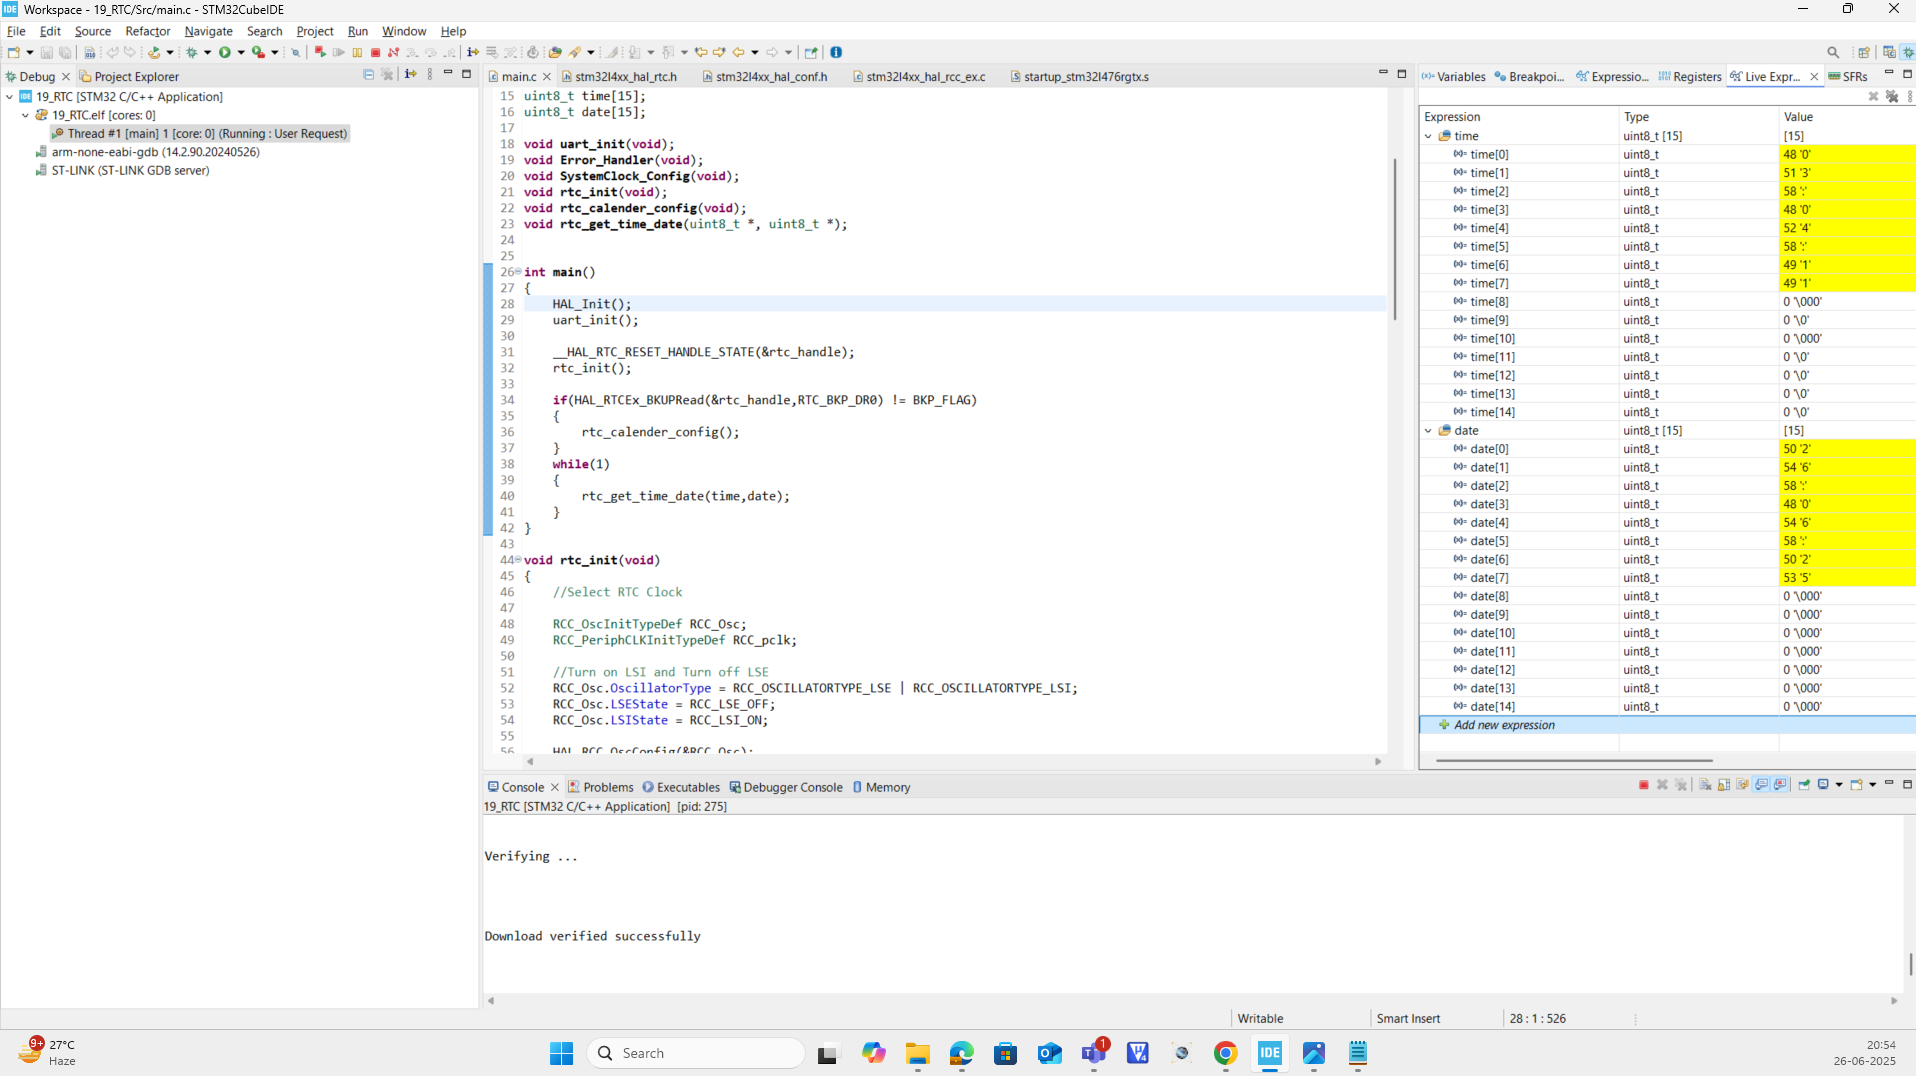 IDE Workspace - 19_RTC/Src/main.c - STM32CubeIDE
File Edit Source Refactor Navigate Search Project Run Window Help
Debug Project Explorer
19_RTC [STM32 C/C++ Application]
19_RTC.elf [cores: 0]
Thread #1 [main] 1 [core: 0] (Running : User Request)
arm-none-eabi-gdb (14.2.90.20240526)
ST-LINK (ST-LINK GDB server)
main.c stm32l4xx_hal_rtc.h stm32l4xx_hal_conf.h stm32l4xx_hal_rcc_ex.c startup_stm32l476rgtx.s
15 uint8_t time[15];
16 uint8_t date[15];
17
18 void uart_init(void);
19 void Error_Handler(void);
20 void SystemClock_Config(void);
21 void rtc_init(void);
22 void rtc_calender_config(void);
23 void rtc_get_time_date(uint8_t *, uint8_t *);
24
25
26 int main()
27 {
28 HAL_Init();
29 uart_init();
30
31 __HAL_RTC_RESET_HANDLE_STATE(&rtc_handle);
32 rtc_init();
33
34 if(HAL_RTCEx_BKUPRead(&rtc_handle,RTC_BKP_DR0) != BKP_FLAG)
35 {
36 rtc_calender_config();
37 }
38 while(1)
39 {
40 rtc_get_time_date(time,date);
41 }
42 }
43
44 void rtc_init(void)
45 {
46 //Select RTC Clock
47
48 RCC_OscInitTypeDef RCC_Osc;
49 RCC_PeriphCLKInitTypeDef RCC_pclk;
50
51 //Turn on LSI and Turn off LSE
52 RCC_Osc.OscillatorType = RCC_OSCILLATORTYPE_LSE | RCC_OSCILLATORTYPE_LSI;
53 RCC_Osc.LSEState = RCC_LSE_OFF;
54 RCC_Osc.LSIState = RCC_LSI_ON;
55
56 HAL_RCC_OscConfig(&RCC_Osc);
Variables Breakpoi... Expressio... Registers Live Expr... SFRs
Expression Type Value
time uint8_t [15] [15]
time[0] uint8_t 48 '0'
time[1] uint8_t 51 '3'
time[2] uint8_t 58 ':'
time[3] uint8_t 48 '0'
time[4] uint8_t 52 '4'
time[5] uint8_t 58 ':'
time[6] uint8_t 49 '1'
time[7] uint8_t 49 '1'
time[8] uint8_t 0 '\000'
time[9] uint8_t 0 '\0'
time[10] uint8_t 0 '\000'
time[11] uint8_t 0 '\0'
time[12] uint8_t 0 '\0'
time[13] uint8_t 0 '\0'
time[14] uint8_t 0 '\0'
date uint8_t [15] [15]
date[0] uint8_t 50 '2'
date[1] uint8_t 54 '6'
date[2] uint8_t 58 ':'
date[3] uint8_t 48 '0'
date[4] uint8_t 54 '6'
date[5] uint8_t 58 ':'
date[6] uint8_t 50 '2'
date[7] uint8_t 53 '5'
date[8] uint8_t 0 '\000'
date[9] uint8_t 0 '\000'
date[10] uint8_t 0 '\000'
date[11] uint8_t 0 '\000'
date[12] uint8_t 0 '\000'
date[13] uint8_t 0 '\000'
date[14] uint8_t 0 '\000'
Add new expression
Console Problems Executables Debugger Console Memory
19_RTC [STM32 C/C++ Application] [pid: 275]
Verifying ...
Download verified successfully
Writable Smart Insert 28 : 1 : 526
9+ 27°C
Haze
Search
1
IDE
20:54
26-06-2025